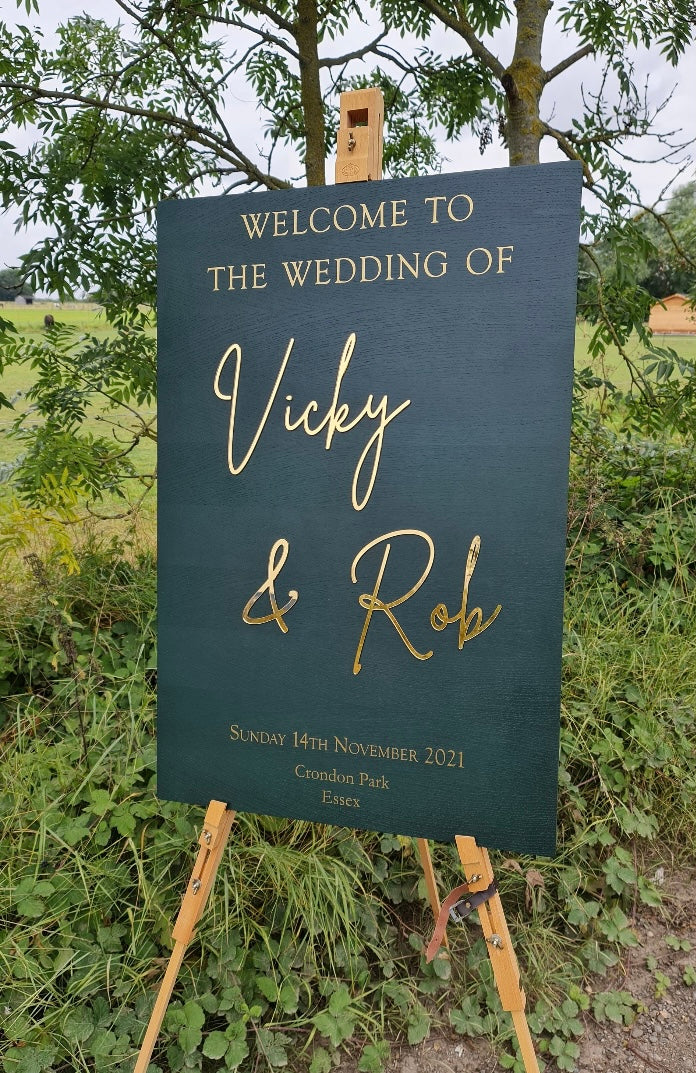 WELCOME TO
THE WEDDING OF
Vicky
& Rob
SUNDAY 14TH NOVEMBER 2021
Crondon Park
Essex